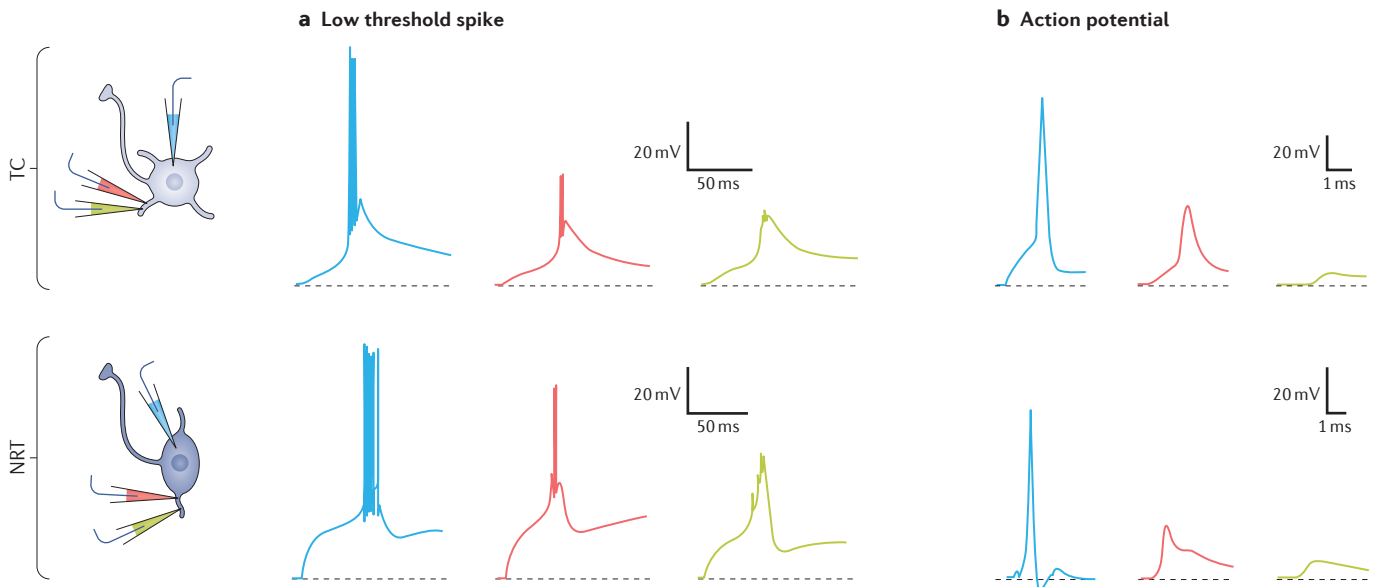 a Low threshold spike
b Action potential
TC
20 mV
50 ms
20 mV
1 ms
NRT
20 mV
50 ms
20 mV
1 ms